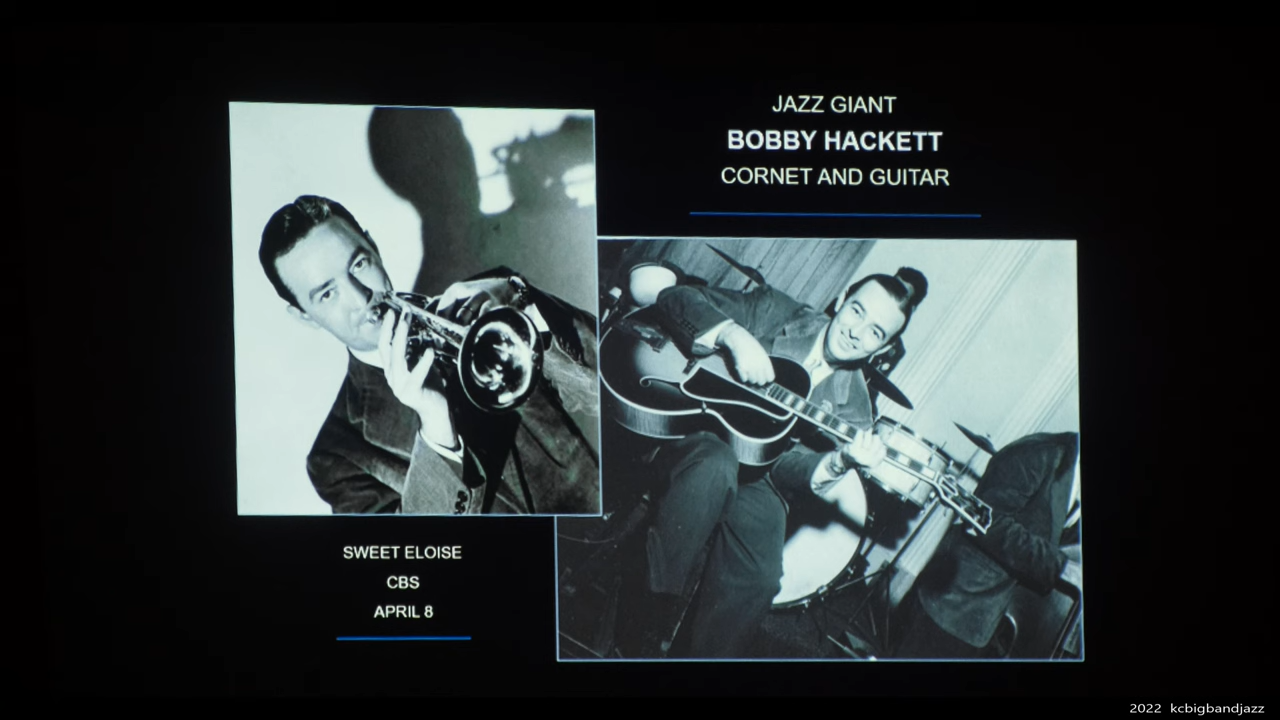 JAZZ GIANT
BOBBY HACKETT
CORNET AND GUITAR
SWEET ELOISE
CBS
APRIL 8
2022 kcbigbandjazz